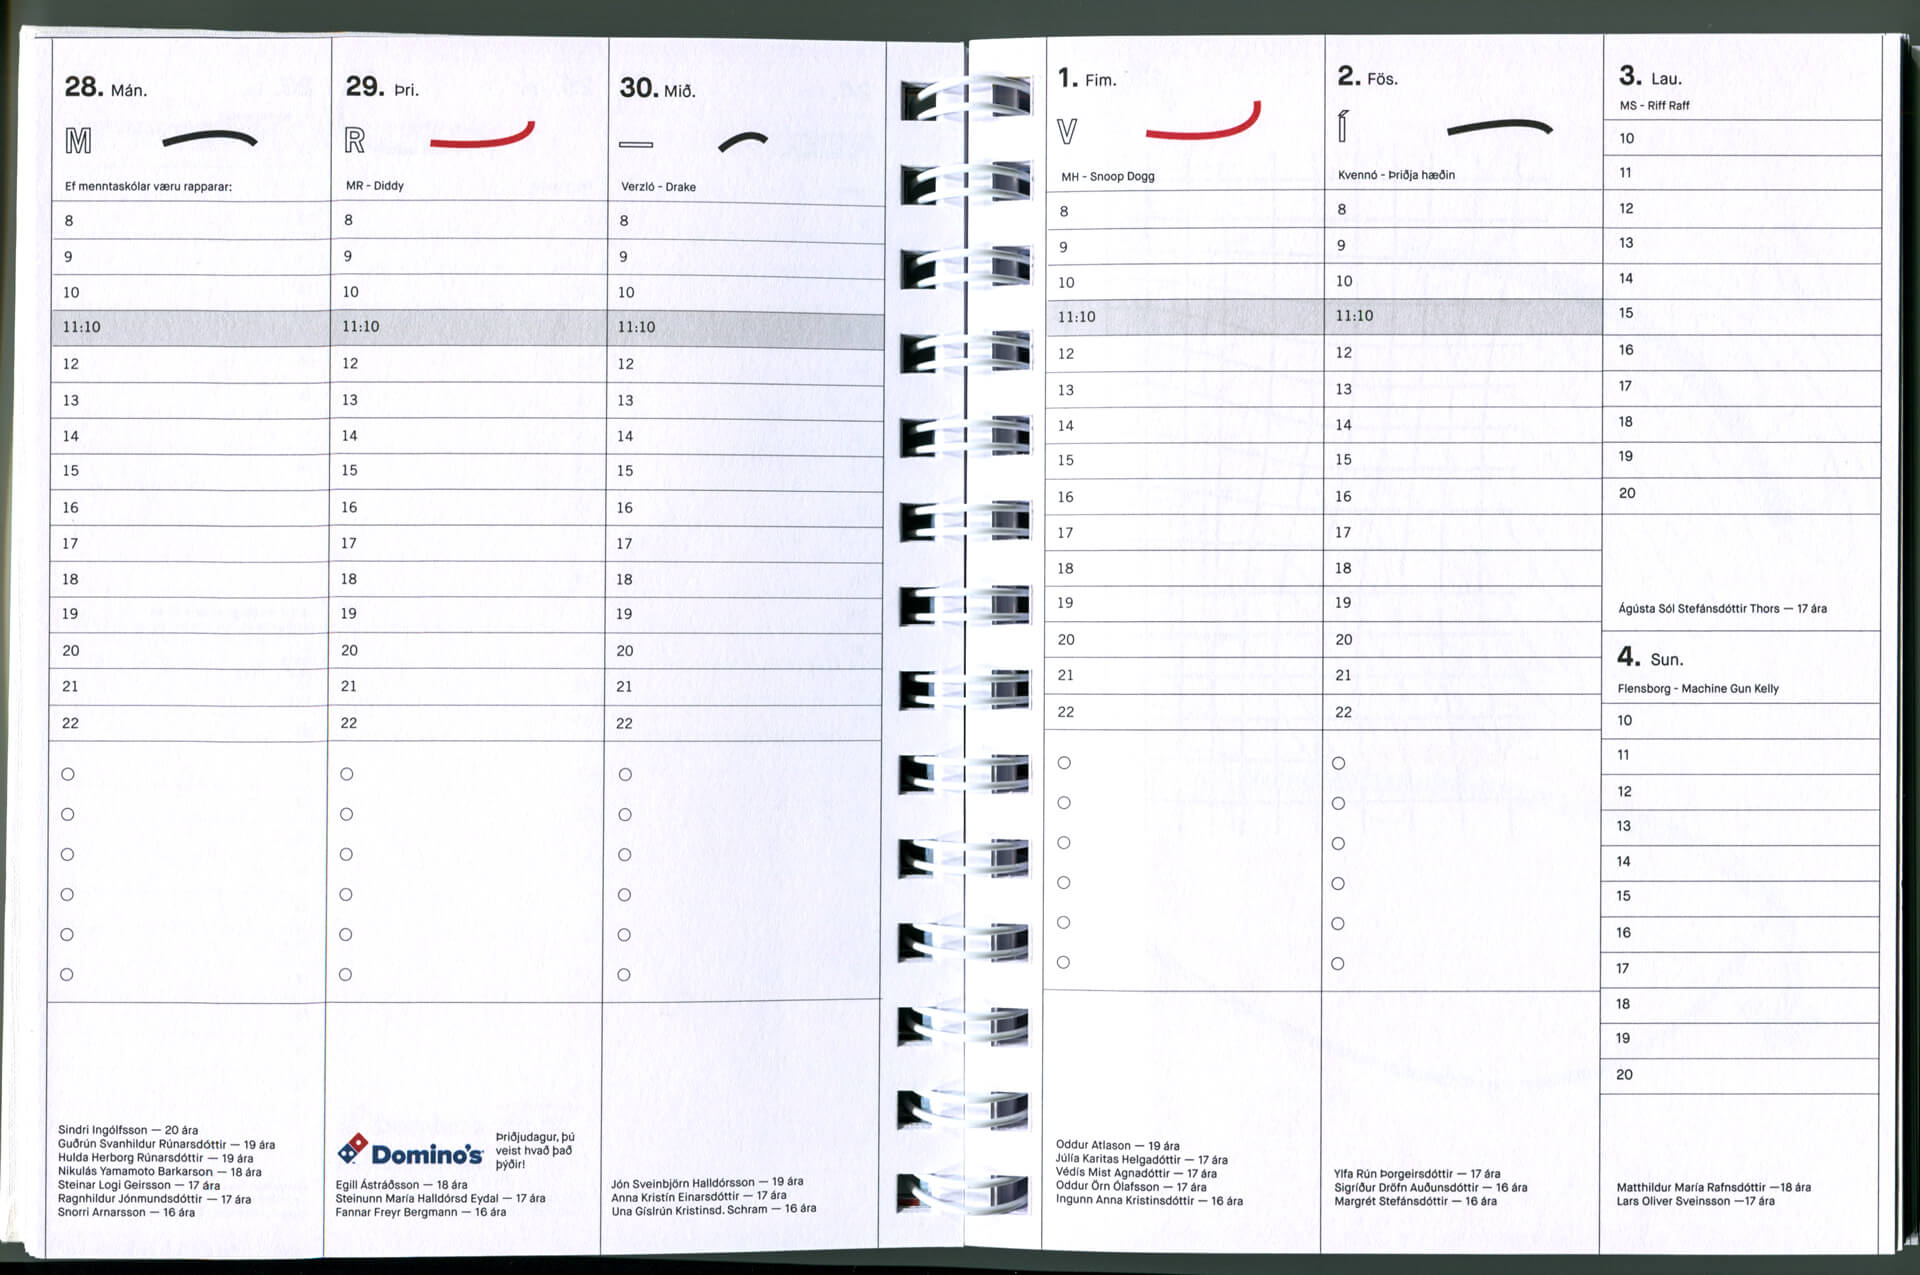 28. Mán.
M
Ef menntaskólar væru rapparar:
8
9
10
11:10
12
13
14
15
16
17
18
19
20
21
22
Sindri Ingólfsson — 20 ára
Guðrún Svanhildur Rúnarsdóttir — 19 ára
Hulda Herborg Rúnarsdóttir — 19 ára
Nikulás Yamamoto Barkarson — 18 ára
Steinar Logi Geirsson — 17 ára
Ragnhildur Jónmundsdóttir — 17 ára
Snorri Arnarsson — 16 ára
29. Þri.
R
MR - Diddy
8
9
10
11:10
12
13
14
15
16
17
18
19
20
21
22
Domino's
Þriðjudagur, þú
veist hvað það
þýðir!
Egill Ástráðsson — 18 ára
Steinunn María Halldórsd Eydal — 17 ára
Fannar Freyr Bergmann — 16 ára
30. Mið.
—
Verzló - Drake
8
9
10
11:10
12
13
14
15
16
17
18
19
20
21
22
Jón Sveinbjörn Halldórsson — 19 ára
Anna Kristín Einarsdóttir — 17 ára
Una Gíslrún Kristinsd. Schram — 16 ára
1. Fim.
V
MH - Snoop Dogg
8
9
10
11:10
12
13
14
15
16
17
18
19
20
21
22
Oddur Atlason — 19 ára
Júlía Karitas Helgadóttir — 17 ára
Védís Mist Agnadóttir — 17 ára
Oddur Örn Ólafsson — 17 ára
Ingunn Anna Kristinsdóttir — 16 ára
2. Fös.
Í
Kvennó - Þriðja hæðin
8
9
10
11:10
12
13
14
15
16
17
18
19
20
21
22
Ylfa Rún Þorgeirsdóttir — 17 ára
Sigríður Dröfn Auðunsdóttir — 16 ára
Margrét Stefánsdóttir — 16 ára
3. Lau.
MS - Riff Raff
10
11
12
13
14
15
16
17
18
19
20
Ágústa Sól Stefánsdóttir Thors — 17 ára
4. Sun.
Flensborg - Machine Gun Kelly
10
11
12
13
14
15
16
17
18
19
20
Matthildur María Rafnsdóttir —18 ára
Lars Oliver Sveinsson —17 ára